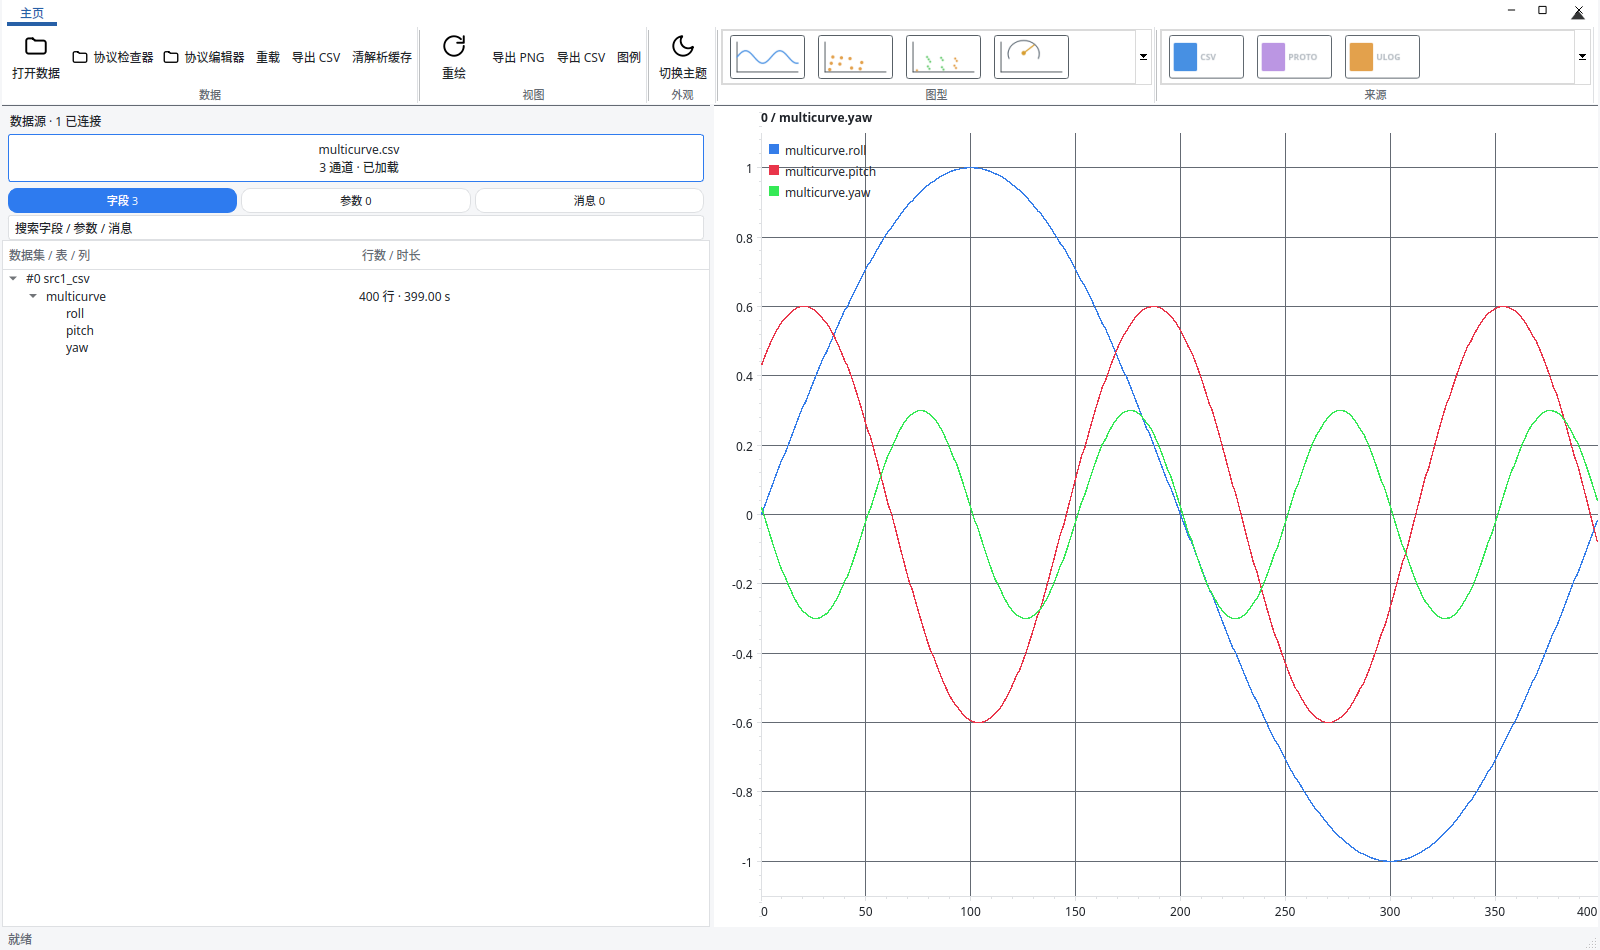 主页
打开数据
协议检查器
协议编辑器
重载
导出 CSV
清解析缓存
数据
重绘
导出 PNG
导出 CSV
图例
视图
切换主题
外观
图型
CSV
PROTO
ULOG
来源
数据源 · 1 已连接
multicurve.csv
3 通道 · 已加载
字段 3
参数 0
消息 0
搜索字段 / 参数 / 消息
数据集 / 表 / 列
行数 / 时长
#0 src1_csv
multicurve
400 行 · 399.00 s
roll
pitch
yaw
0 / multicurve.yaw
multicurve.roll
multicurve.pitch
multicurve.yaw
1
0.8
0.6
0.4
0.2
0
-0.2
-0.4
-0.6
-0.8
-1
0
50
100
150
200
250
300
350
400
就绪